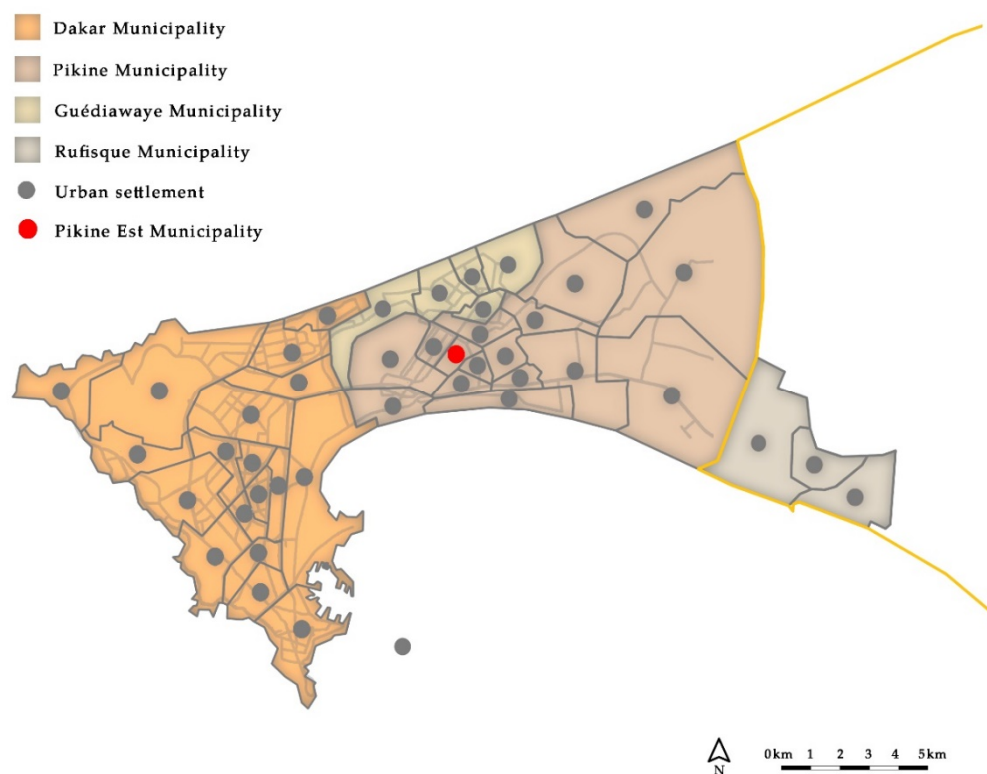 Dakar Municipality
Pikine Municipality
Guédiawaye Municipality
Rufisque Municipality
Urban settlement
Pikine Est Municipality
N
0km 1 2 3 4 5km